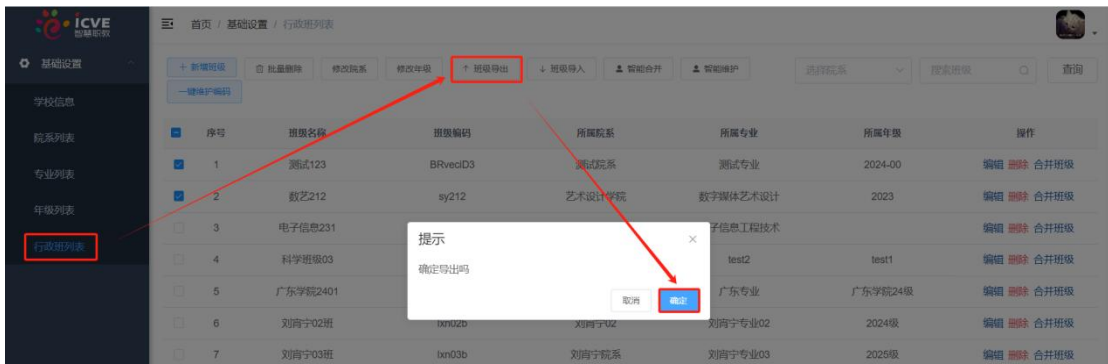 icve
智慧职教
首页 / 基础设置 / 行政班列表
基础设置
+ 新增班级 批量删除 修改院系 修改年级 ↑ 班级导出 ↓ 班级导入 智能合并 智能维护 选择院系 搜索班级 查询
一键维护编码
学校信息
院系列表
专业列表
年级列表
行政班列表
序号 班级名称 班级编码 所属院系 所属专业 所属年级 操作
1 测试123 BRvecID3 测试院系 测试专业 2024-00 编辑 删除 合并班级
2 数艺212 sy212 艺术设计学院 数字媒体艺术设计 2023 编辑 删除 合并班级
3 电子信息231 子信息工程技术 编辑 删除 合并班级
4 科学班级03 test2 test1 编辑 删除 合并班级
5 广东学院2401 广东专业 广东学院24级 编辑 删除 合并班级
6 刘宵宁02班 lxn02b 刘宵宁02 刘宵宁专业02 2024级 编辑 删除 合并班级
7 刘宵宁03班 lxn03b 刘宵宁院系 刘宵宁专业03 2025级 编辑 删除 合并班级
提示
确定导出吗
取消 确定